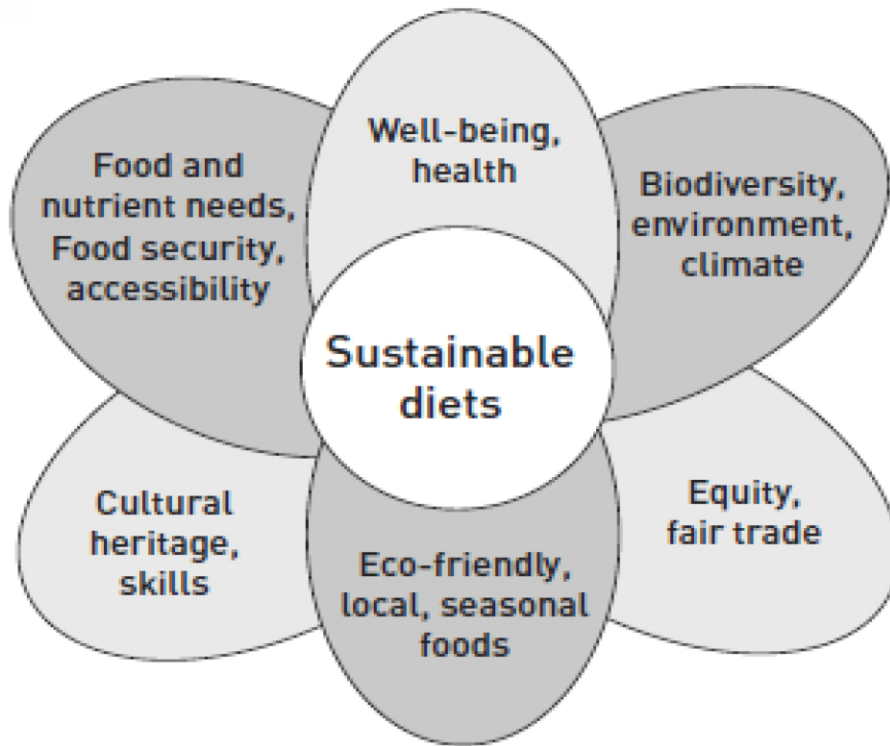 Well-being,
health
Food and
nutrient needs,
Food security,
accessibility
Biodiversity,
environment,
climate
Sustainable
diets
Cultural
heritage,
skills
Equity,
fair trade
Eco-friendly,
local, seasonal
foods